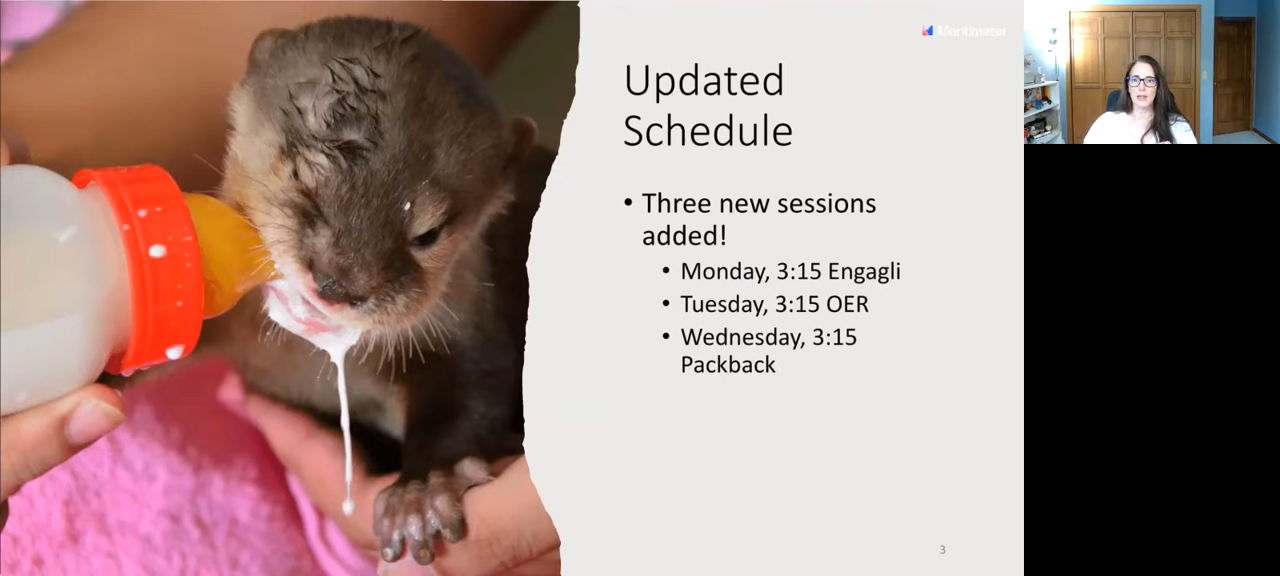 Mentimeter
Updated
Schedule
• Three new sessions
added!
• Monday, 3:15 Engagli
• Tuesday, 3:15 OER
• Wednesday, 3:15
Packback
3